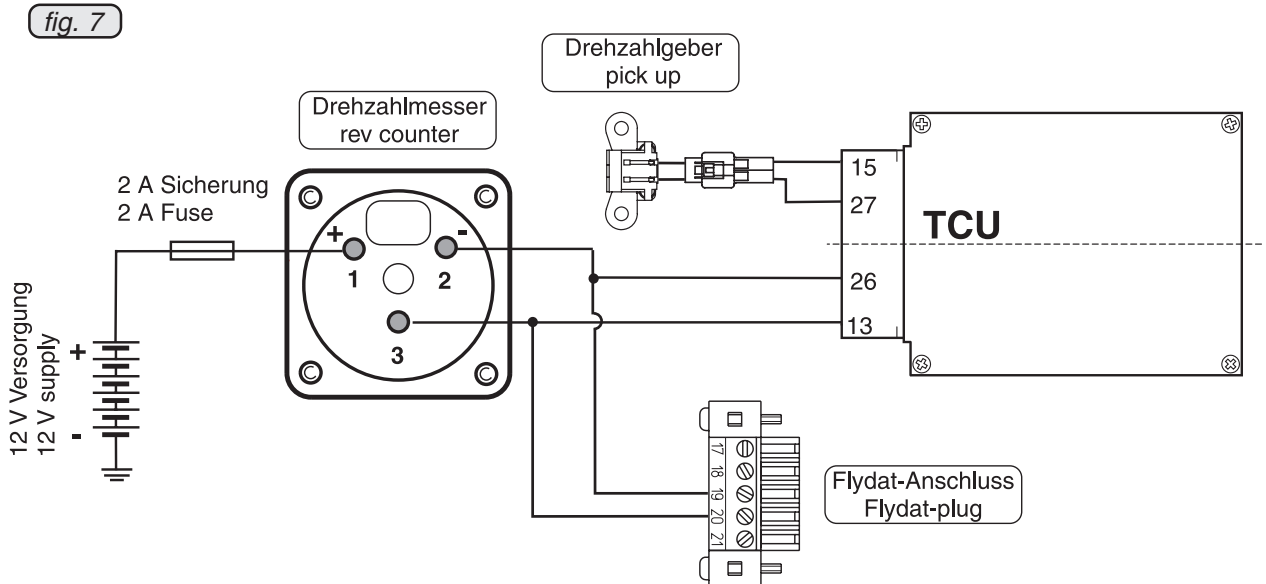 fig. 7
Drehzahlgeber
pick up
Drehzahlmesser
rev counter
2 A Sicherung
2 A Fuse
+
-
1
2
3
12 V Versorgung
12 V supply
+
-
15
27
26
13
TCU
17
18
19
20
21
Flydat-Anschluss
Flydat-plug